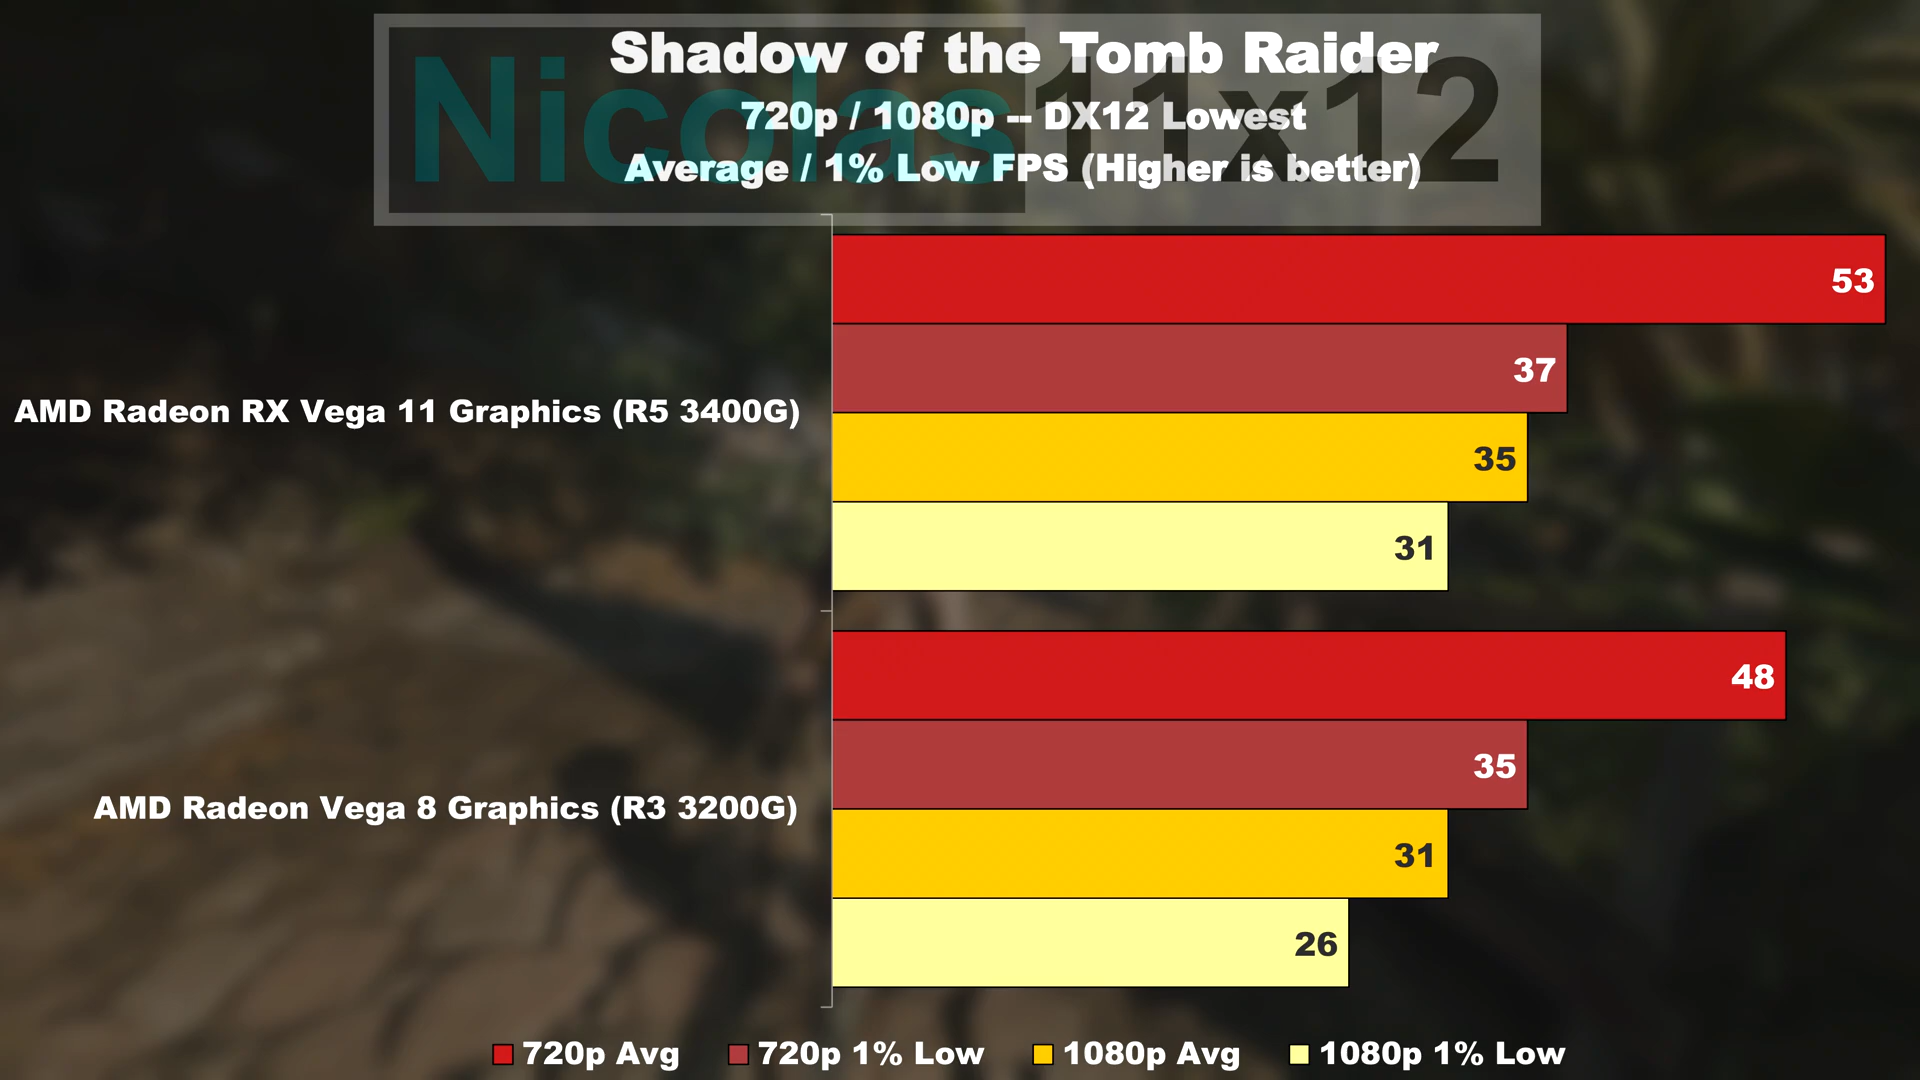 Nicolas11x12
Shadow of the Tomb Raider
720p / 1080p -- DX12 Lowest
Average / 1% Low FPS (Higher is better)
AMD Radeon RX Vega 11 Graphics (R5 3400G)
53
37
35
31
AMD Radeon Vega 8 Graphics (R3 3200G)
48
35
31
26
720p Avg 720p 1% Low 1080p Avg 1080p 1% Low